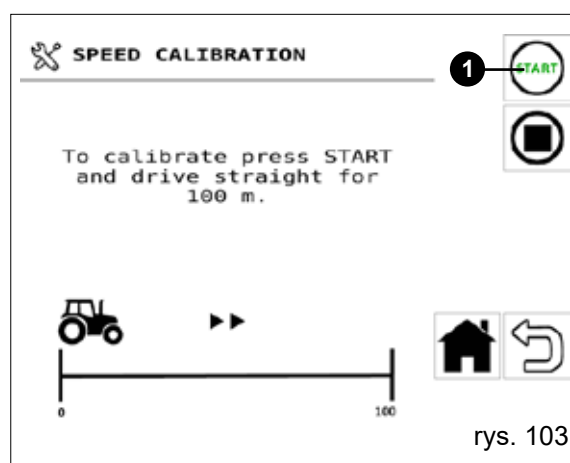 SPEED CALIBRATION
1
START
To calibrate press START
and drive straight for
100 m.
0
100
rys. 103